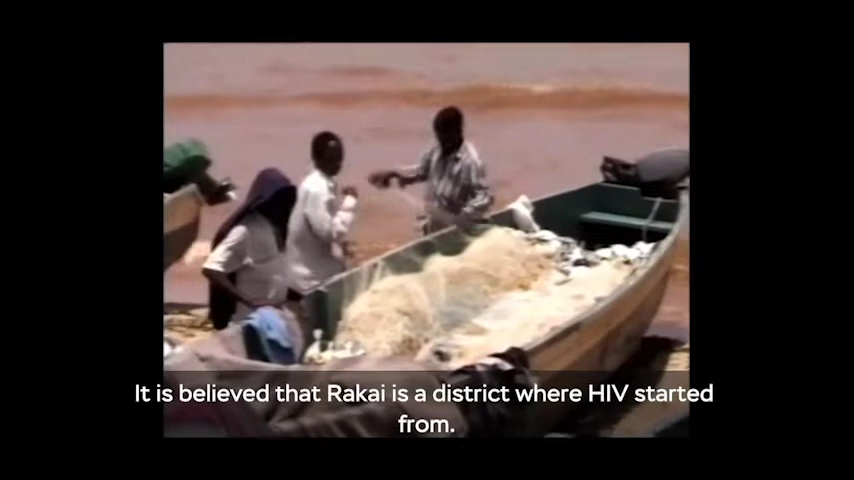 It is believed that Rakai is a district where HIV started
from.